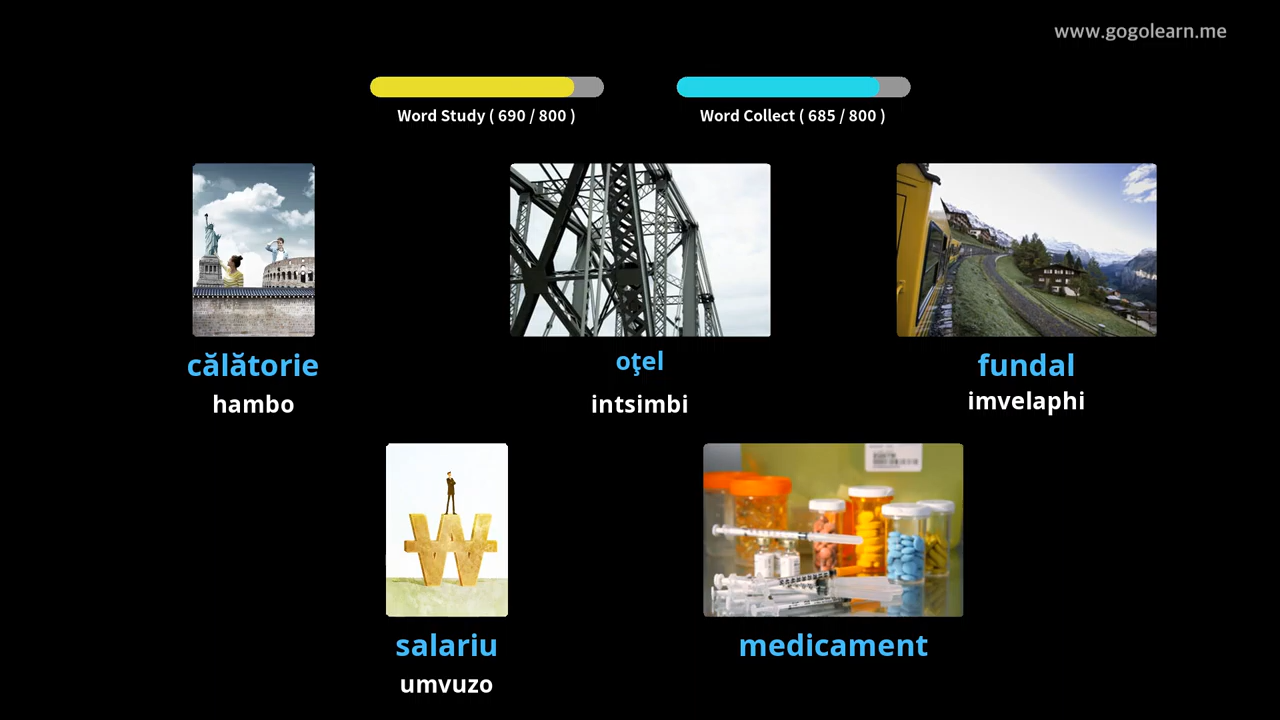 www.gogolearn.me
Word Study ( 690 / 800 )
Word Collect ( 685 / 800 )
călătorie
hambo
oţel
intsimbi
fundal
imvelaphi
salariu
umvuzo
medicament